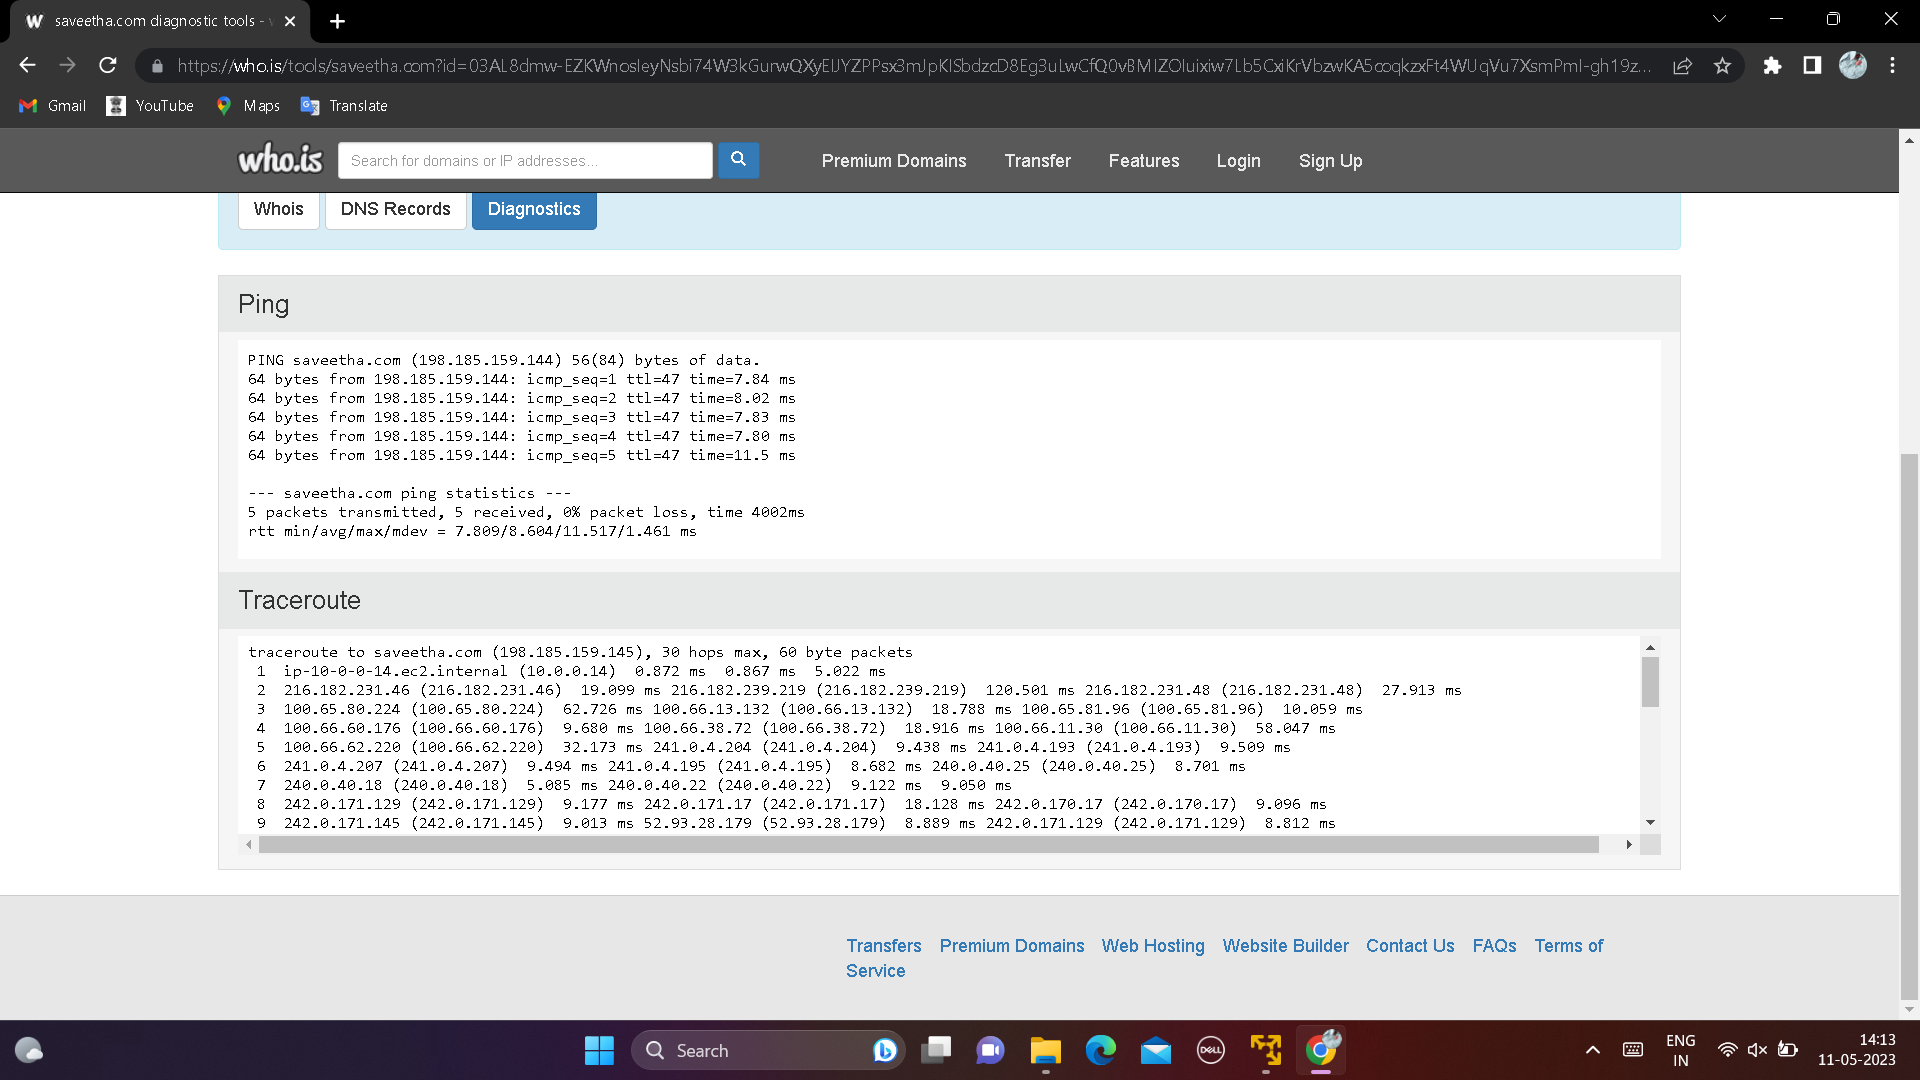 saveetha.com diagnostic tools -
Gmail YouTube Maps Translate
who.is Search for domains or IP addresses... Premium Domains Transfer Features Login Sign Up
Whois DNS Records Diagnostics
Ping
PING saveetha.com (198.185.159.144) 56(84) bytes of data.
64 bytes from 198.185.159.144: icmp_seq=1 ttl=47 time=7.84 ms
64 bytes from 198.185.159.144: icmp_seq=2 ttl=47 time=8.02 ms
64 bytes from 198.185.159.144: icmp_seq=3 ttl=47 time=7.83 ms
64 bytes from 198.185.159.144: icmp_seq=4 ttl=47 time=7.80 ms
64 bytes from 198.185.159.144: icmp_seq=5 ttl=47 time=11.5 ms
--- saveetha.com ping statistics ---
5 packets transmitted, 5 received, 0% packet loss, time 4002ms
rtt min/avg/max/mdev = 7.809/8.604/11.517/1.461 ms
Traceroute
traceroute to saveetha.com (198.185.159.145), 30 hops max, 60 byte packets
1 ip-10-0-0-14.ec2.internal (10.0.0.14) 0.872 ms 0.867 ms 5.022 ms
2 216.182.231.46 (216.182.231.46) 19.099 ms 216.182.239.219 (216.182.239.219) 120.501 ms 216.182.231.48 (216.182.231.48) 27.913 ms
3 100.65.80.224 (100.65.80.224) 62.726 ms 100.66.13.132 (100.66.13.132) 18.788 ms 100.65.81.96 (100.65.81.96) 10.059 ms
4 100.66.60.176 (100.66.60.176) 9.680 ms 100.66.38.72 (100.66.38.72) 18.916 ms 100.66.11.30 (100.66.11.30) 58.047 ms
5 100.66.62.220 (100.66.62.220) 32.173 ms 241.0.4.204 (241.0.4.204) 9.438 ms 241.0.4.193 (241.0.4.193) 9.509 ms
6 241.0.4.207 (241.0.4.207) 9.494 ms 241.0.4.195 (241.0.4.195) 8.682 ms 240.0.40.25 (240.0.40.25) 8.701 ms
7 240.0.40.18 (240.0.40.18) 5.085 ms 240.0.40.22 (240.0.40.22) 9.122 ms 9.050 ms
8 242.0.171.129 (242.0.171.129) 9.177 ms 242.0.171.17 (242.0.171.17) 18.128 ms 242.0.170.17 (242.0.170.17) 9.096 ms
9 242.0.171.145 (242.0.171.145) 9.013 ms 52.93.28.179 (52.93.28.179) 8.889 ms 242.0.171.129 (242.0.171.129) 8.812 ms
Transfers Premium Domains Web Hosting Website Builder Contact Us FAQs Terms of
Service
Search DELL ENG 14:13
IN 11-05-2023